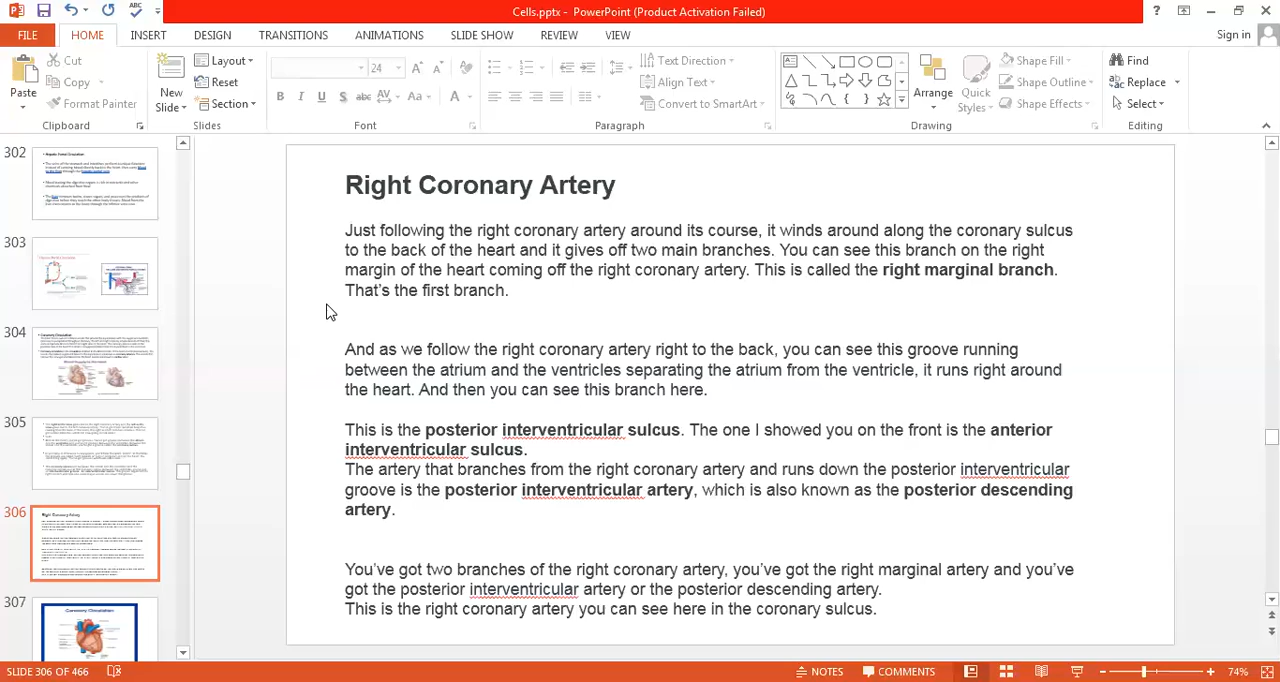 Cells.pptx - PowerPoint (Product Activation Failed)
ABC
?
FILE HOME INSERT DESIGN TRANSITIONS ANIMATIONS SLIDE SHOW REVIEW VIEW Sign in
Paste
Cut
Copy
Format Painter
Clipboard
New Slide
Layout
Reset
Section
Slides
24
B I U S abc AV Aa A
Font
Text Direction
Align Text
Convert to SmartArt
Paragraph
Arrange
Quick Styles
Shape Fill
Shape Outline
Shape Effects
Drawing
Find
Replace
Select
Editing
302
303
304
305
306
Right Coronary Artery
307
Coronary Circulation
Right Coronary Artery
Just following the right coronary artery around its course, it winds around along the coronary sulcus
to the back of the heart and it gives off two main branches. You can see this branch on the right
margin of the heart coming off the right coronary artery. This is called the right marginal branch.
That's the first branch.
And as we follow the right coronary artery right to the back, you can see this groove running
between the atrium and the ventricles separating the atrium from the ventricle, it runs right around
the heart. And then you can see this branch here.
This is the posterior interventricular sulcus. The one I showed you on the front is the anterior
interventricular sulcus.
The artery that branches from the right coronary artery and runs down the posterior interventricular
groove is the posterior interventricular artery, which is also known as the posterior descending
artery.
You've got two branches of the right coronary artery, you've got the right marginal artery and you've
got the posterior interventricular artery or the posterior descending artery.
This is the right coronary artery you can see here in the coronary sulcus.
SLIDE 306 OF 466 NOTES COMMENTS 74%